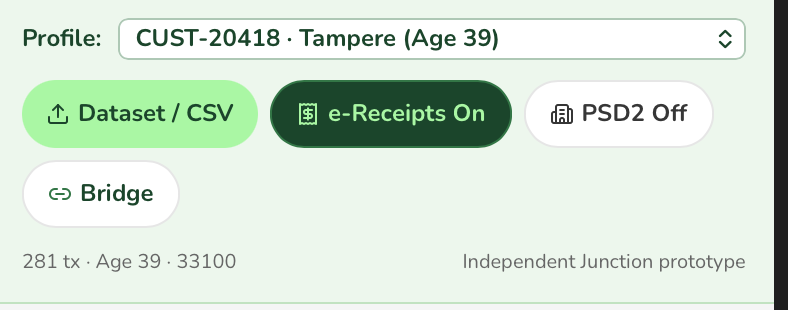 Profile: CUST-20418 · Tampere (Age 39)
Dataset / CSV e-Receipts On PSD2 Off
Bridge
281 tx · Age 39 · 33100 Independent Junction prototype